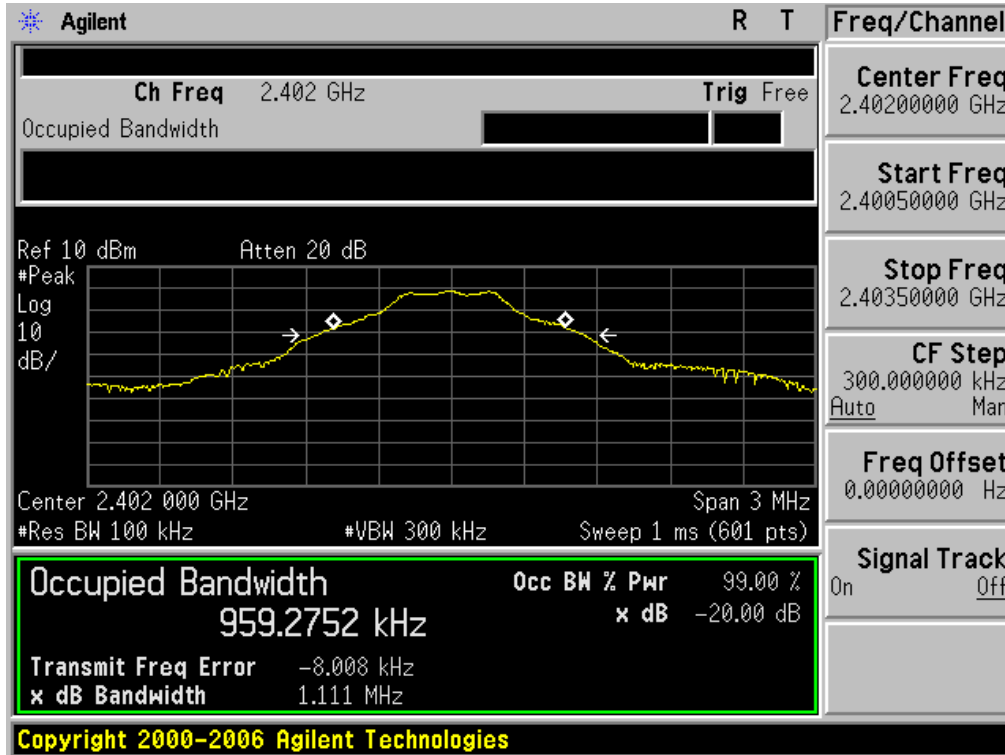 Agilent R T
Freq/Channel
Ch Freq 2.402 GHz Trig Free
Occupied Bandwidth
Center Freq
2.40200000 GHz
Start Freq
2.40050000 GHz
Stop Freq
2.40350000 GHz
CF Step
300.000000 kHz
Auto Man
Freq Offset
0.00000000 Hz
Signal Track
On Off
Ref 10 dBm Atten 20 dB
#Peak
Log
10
dB/
Center 2.402 000 GHz Span 3 MHz
#Res BW 100 kHz #VBW 300 kHz Sweep 1 ms (601 pts)
Occupied Bandwidth Occ BW % Pwr 99.00 %
959.2752 kHz x dB -20.00 dB
Transmit Freq Error -8.008 kHz
x dB Bandwidth 1.111 MHz
Copyright 2000-2006 Agilent Technologies